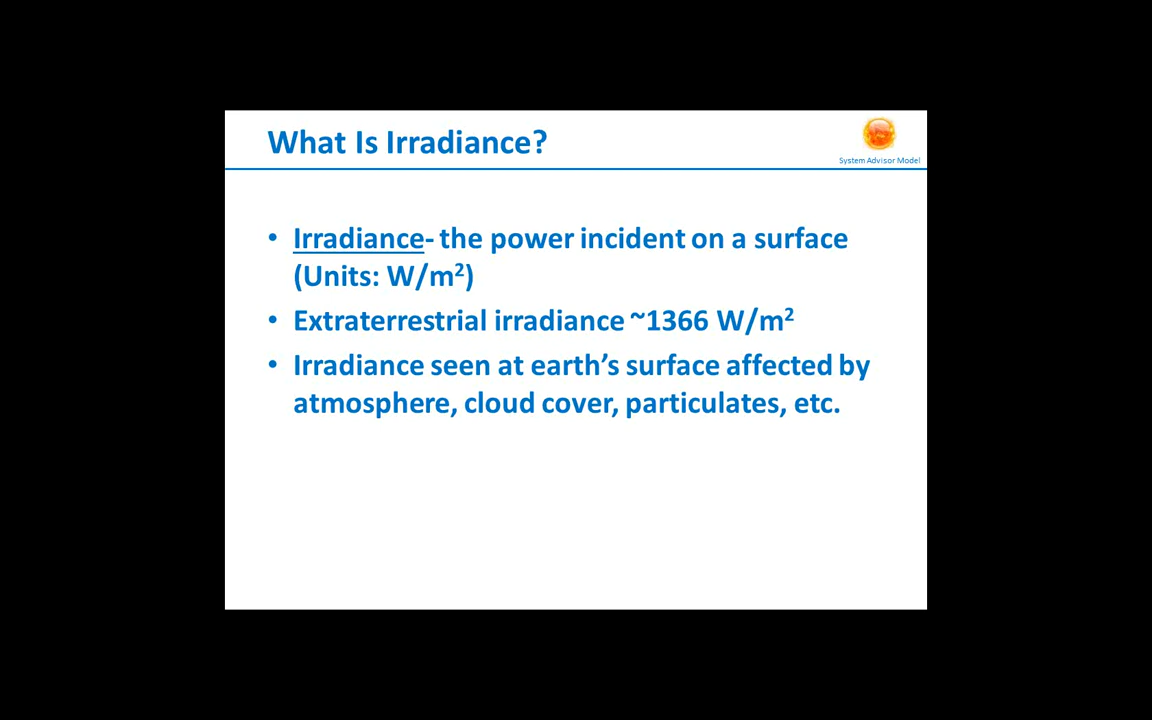 What Is Irradiance?
System Advisor Model
• Irradiance- the power incident on a surface
(Units: W/m²)
• Extraterrestrial irradiance ~1366 W/m²
• Irradiance seen at earth’s surface affected by
atmosphere, cloud cover, particulates, etc.